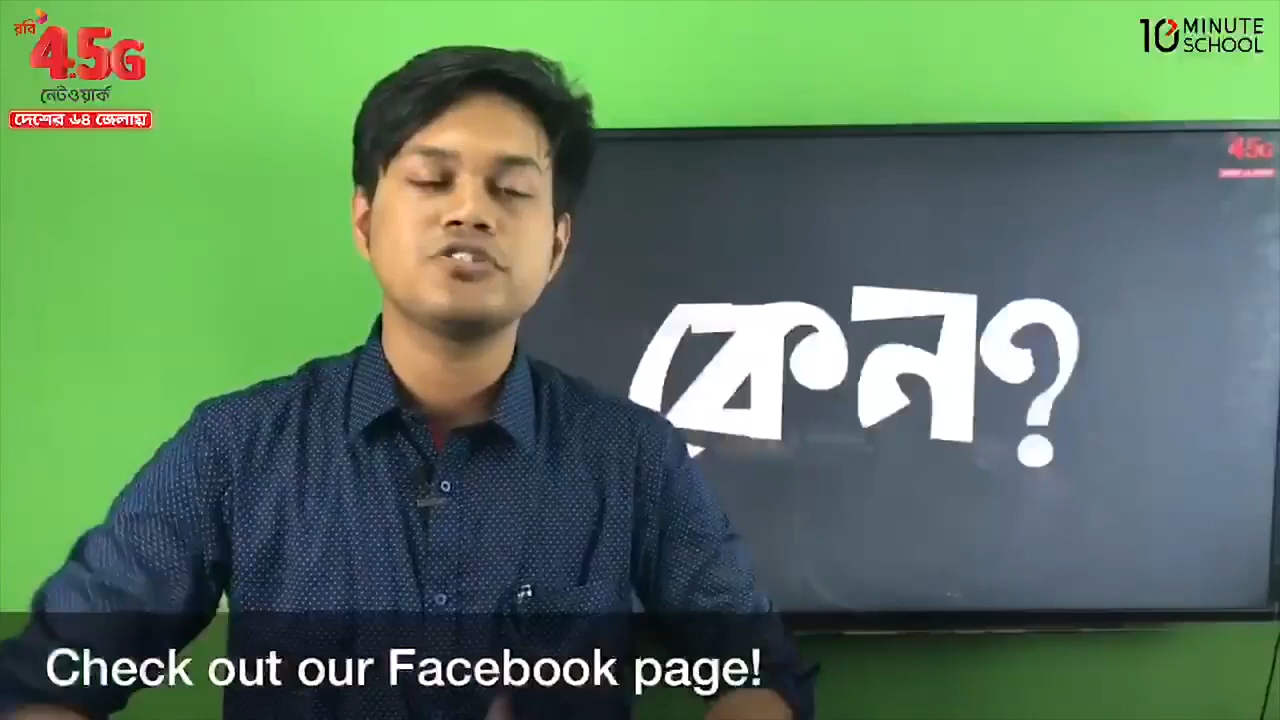 রবি
4.5G
নেটওয়ার্ক
দেশের ৬৪ জেলায়
10 MINUTE
SCHOOL
4.5G
কেন?
Check out our Facebook page!